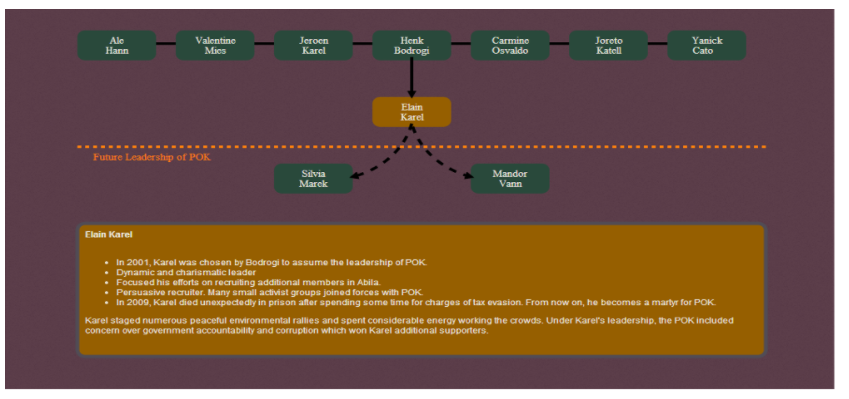 Ale Hann
Valentine Mies
Jeroen Karel
Henk Bodrogi
Carmine Osvaldo
Joreto Katell
Yanick Cato
Elain Karel
Future Leadership of POK
Silvia Marek
Mandor Vann
Elain Karel
• In 2001, Karel was chosen by Bodrogi to assume the leadership of POK.
• Dynamic and charismatic leader
• Focused his efforts on recruiting additional members in Abila.
• Persuasive recruiter. Many small activist groups joined forces with POK.
• In 2009, Karel died unexpectedly in prison after spending some time for charges of tax evasion. From now on, he becomes a martyr for POK.
Karel staged numerous peaceful environmental rallies and spent considerable energy working the crowds. Under Karel's leadership, the POK included
concern over government accountability and corruption which won Karel additional supporters.